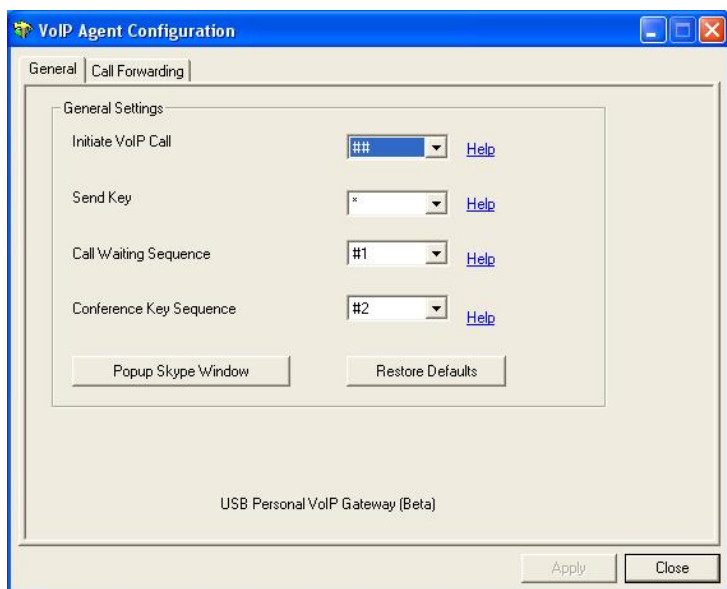 VoIP Agent Configuration
General
Call Forwarding
General Settings
Initiate VoIP Call
##
Help
Send Key
*
Help
Call Waiting Sequence
#1
Help
Conference Key Sequence
#2
Help
Popup Skype Window
Restore Defaults
USB Personal VoIP Gateway (Beta)
Apply
Close